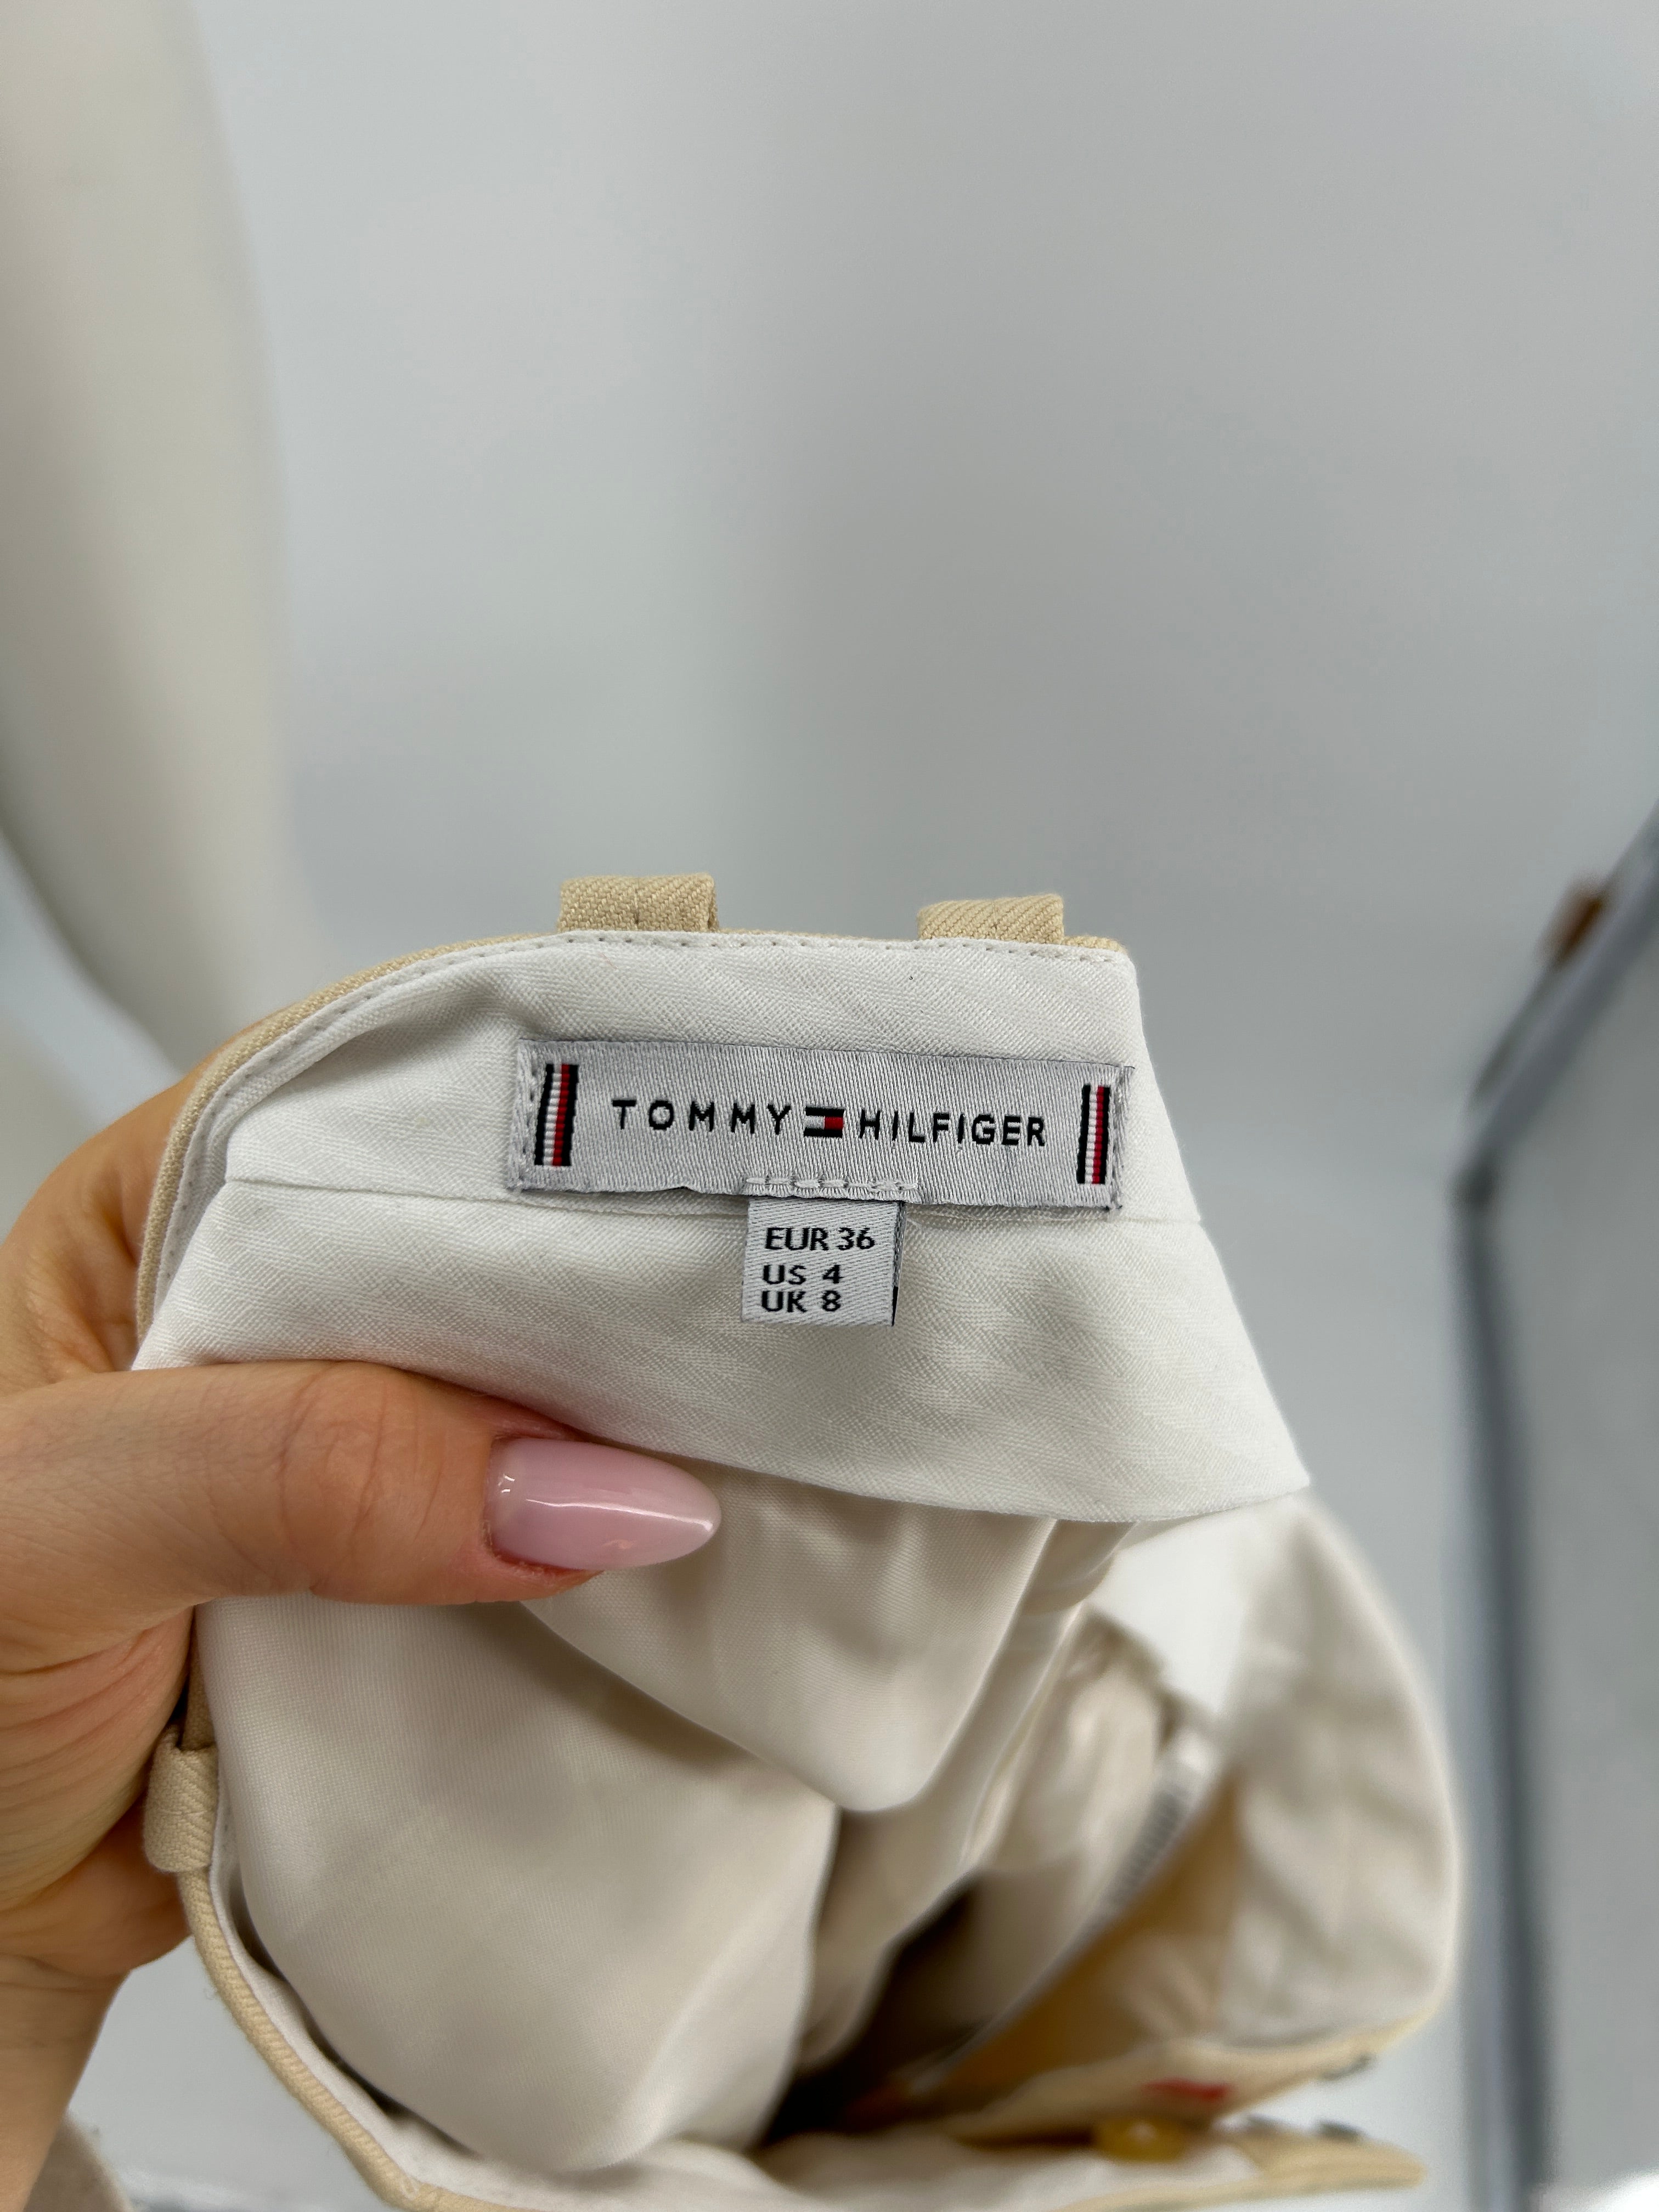 TOMMY HILFIGER
EUR 36
US 4
UK 8